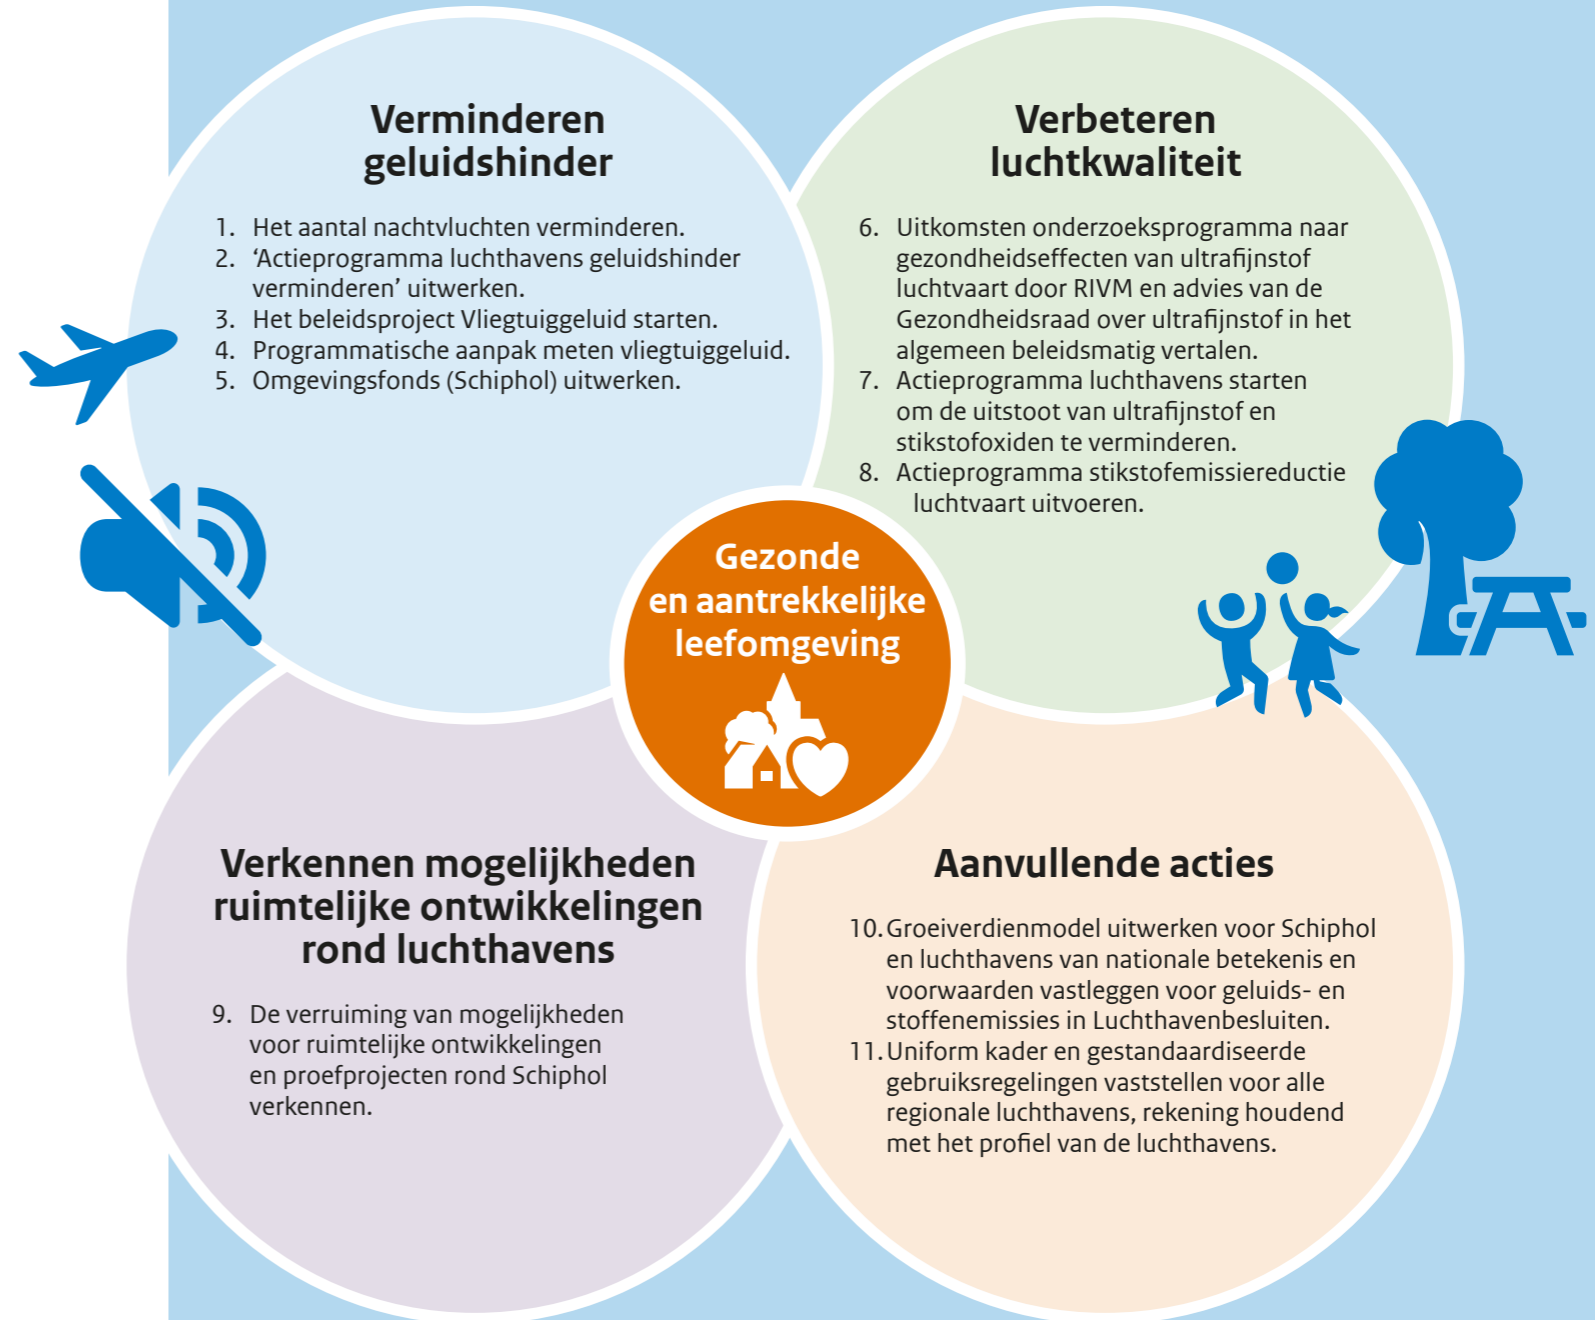 Verminderen
geluidshinder
1. Het aantal nachtvluchten verminderen.
2. ‘Actieprogramma luchthavens geluidshinder
verminderen’ uitwerken.
3. Het beleidsproject Vliegtuiggeluid starten.
4. Programmatische aanpak meten vliegtuiggeluid.
5. Omgevingsfonds (Schiphol) uitwerken.
Verbeteren
luchtkwaliteit
6. Uitkomsten onderzoeksprogramma naar
gezondheidseffecten van ultrafijnstof
luchtvaart door RIVM en advies van de
Gezondheidsraad over ultrafijnstof in het
algemeen beleidsmatig vertalen.
7. Actieprogramma luchthavens starten
om de uitstoot van ultrafijnstof en
stikstofoxiden te verminderen.
8. Actieprogramma stikstofemissiereductie
luchtvaart uitvoeren.
Gezonde
en aantrekkelijke
leefomgeving
Verkennen mogelijkheden
ruimtelijke ontwikkelingen
rond luchthavens
9. De verruiming van mogelijkheden
voor ruimtelijke ontwikkelingen
en proefprojecten rond Schiphol
verkennen.
Aanvullende acties
10. Groeiverdienmodel uitwerken voor Schiphol
en luchthavens van nationale betekenis en
voorwaarden vastleggen voor geluids- en
stoffenemissies in Luchthavenbesluiten.
11. Uniform kader en gestandaardiseerde
gebruiksregelingen vaststellen voor alle
regionale luchthavens, rekening houdend
met het profiel van de luchthavens.